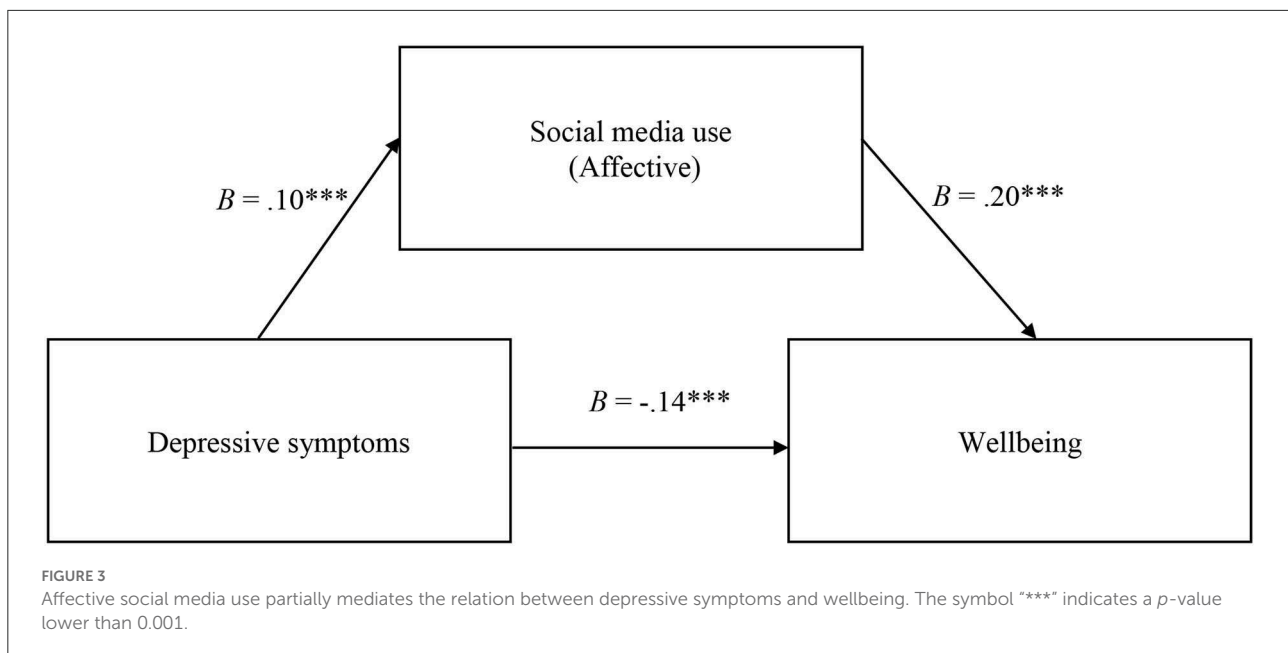 Social media use
(Affective)
B = .10***
B = .20***
B = -.14***
Depressive symptoms
Wellbeing
FIGURE 3
Affective social media use partially mediates the relation between depressive symptoms and wellbeing. The symbol "***" indicates a p-value
lower than 0.001.